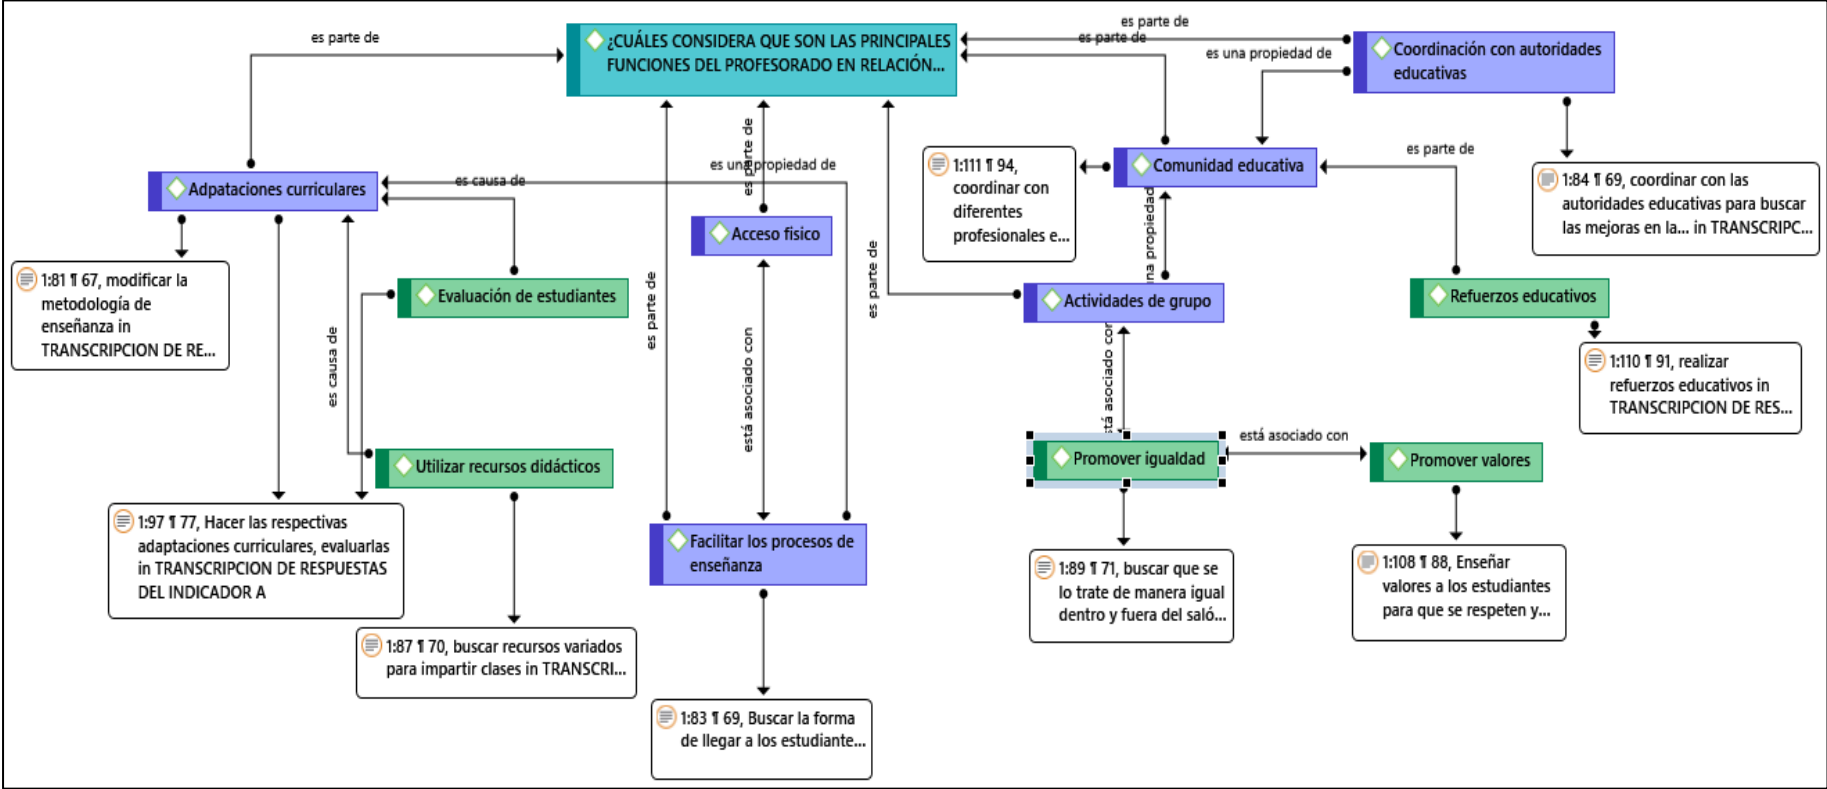 es parte de
es parte de
es parte de
es una propiedad de
¿CUÁLES CONSIDERA QUE SON LAS PRINCIPALES
FUNCIONES DEL PROFESORADO EN RELACIÓN...
Coordinación con autoridades
educativas
es parte de
es una propiedad de
es causa de
Adpataciones curriculares
Acceso físico
1:111 ¶ 94,
coordinar con
diferentes
profesionales e...
Comunidad educativa
es parte de
1:84 ¶ 69, coordinar con las
autoridades educativas para buscar
las mejoras en la... in TRANSCRIPC...
1:81 ¶ 67, modificar la
metodología de
enseñanza in
TRANSCRIPCION DE RE...
Evaluación de estudiantes
es causa de
es parte de
está asociado con
es parte de
una propiedad
Actividades de grupo
Refuerzos educativos
1:110 ¶ 91, realizar
refuerzos educativos in
TRANSCRIPCION DE RES...
está asociado con
Utilizar recursos didácticos
Promover igualdad
está asociado con
Promover valores
1:97 ¶ 77, Hacer las respectivas
adaptaciones curriculares, evaluarlas
in TRANSCRIPCION DE RESPUESTAS
DEL INDICADOR A
Facilitar los procesos de
enseñanza
1:89 ¶ 71, buscar que se
lo trate de manera igual
dentro y fuera del saló...
1:108 ¶ 88, Enseñar
valores a los estudiantes
para que se respeten y...
1:87 ¶ 70, buscar recursos variados
para impartir clases in TRANSCRI...
1:83 ¶ 69, Buscar la forma
de llegar a los estudiante...